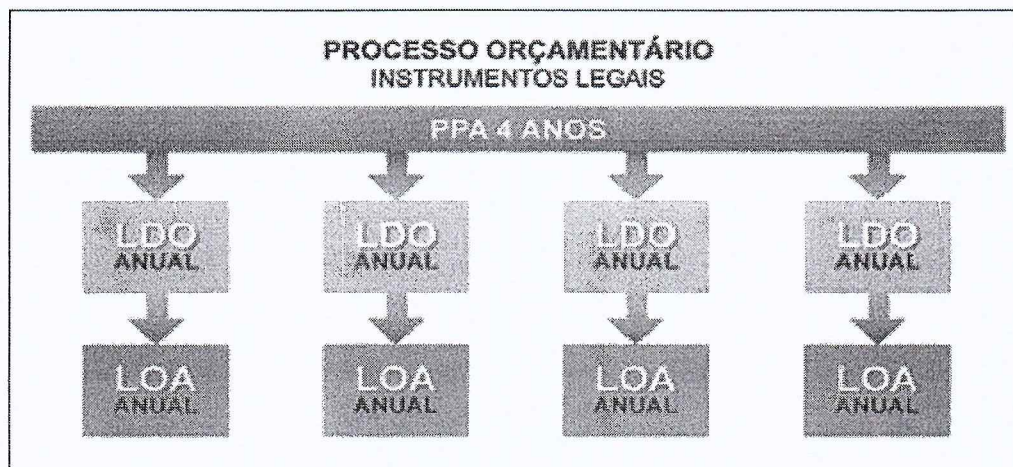 PROCESSO ORÇAMENTÁRIO
INSTRUMENTOS LEGAIS
PPA 4 ANOS
LDO
ANUAL
LDO
ANUAL
LDO
ANUAL
LDO
ANUAL
LOA
ANUAL
LOA
ANUAL
LOA
ANUAL
LOA
ANUAL